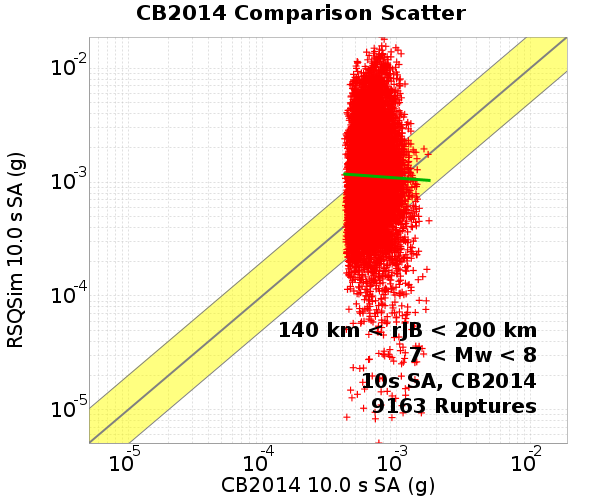 CB2014 Comparison Scatter
RSQSim 10.0 s SA (g)
10-2
10-3
10-4
10-5
140 km < rJB < 200 km
7 < Mw < 8
10s SA, CB2014
9163 Ruptures
10-5 10-4 10-3 10-2
CB2014 10.0 s SA (g)